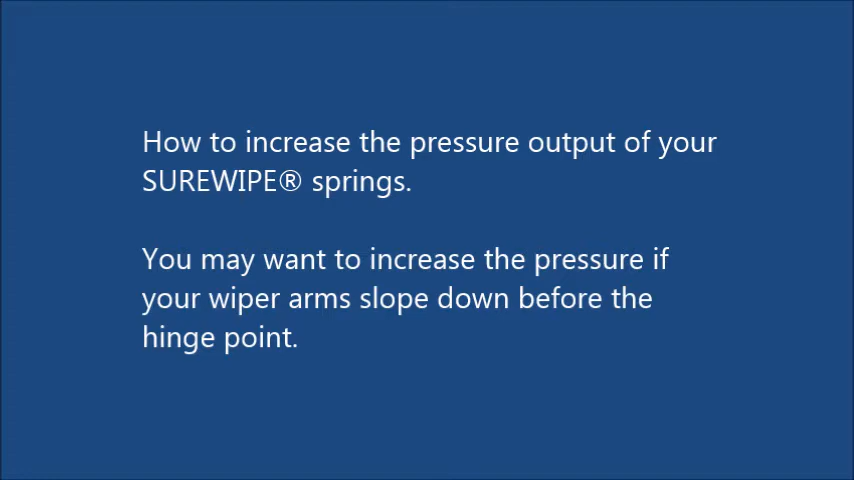 How to increase the pressure output of your
SUREWIPE® springs.
You may want to increase the pressure if
your wiper arms slope down before the
hinge point.